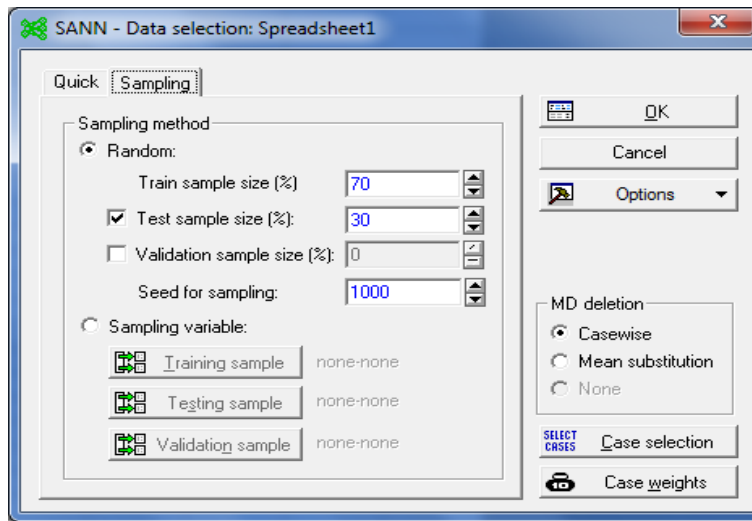 SANN - Data selection: Spreadsheet1
Quick Sampling
Sampling method
Random:
Train sample size (%) 70
Test sample size (%): 30
Validation sample size (%): 0
Seed for sampling: 1000
Sampling variable:
Training sample none-none
Testing sample none-none
Validation sample none-none
OK
Cancel
Options
MD deletion
Casewise
Mean substitution
None
SELECT CASES Case selection
Case weights